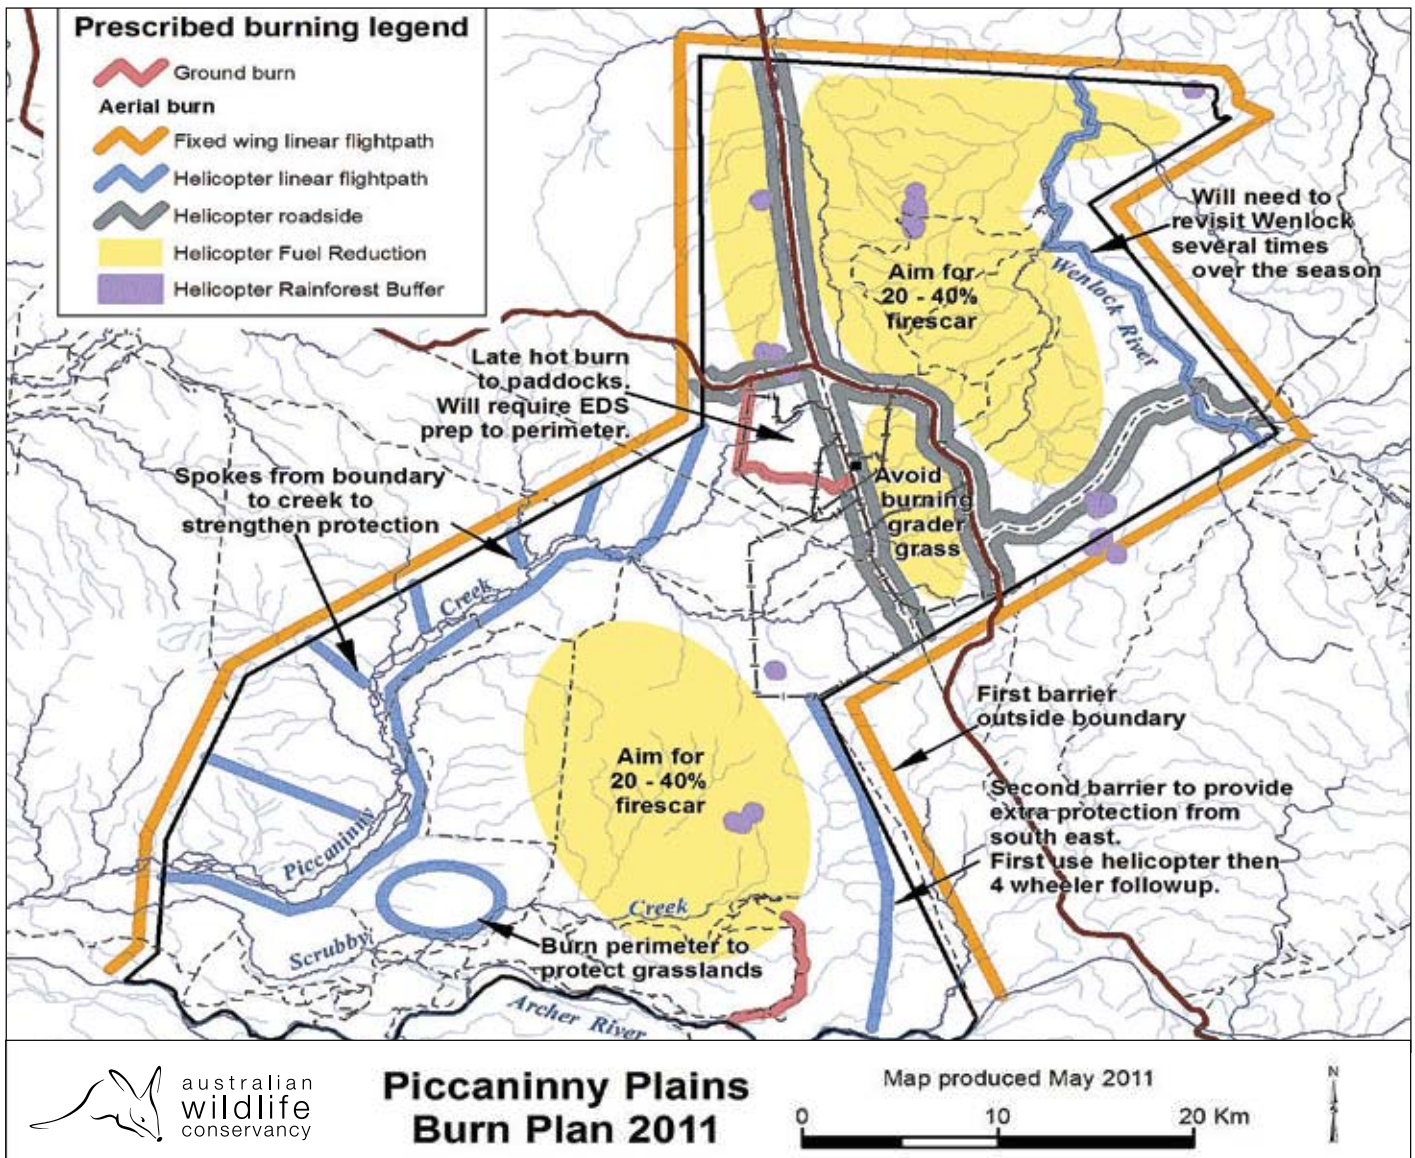 Prescribed burning legend
Ground burn
Aerial burn
Fixed wing linear flightpath
Helicopter linear flightpath
Helicopter roadside
Helicopter Fuel Reduction
Helicopter Rainforest Buffer
Will need to
revisit Wenlock
several times
over the season
Wenlock River
Aim for
20 - 40%
firescar
Late hot burn
to paddocks.
Will require EDS
prep to perimeter.
Spokes from boundary
to creek to
strengthen protection
Avoid
burning
grader
grass
Creek
Piccaninny
First barrier
outside boundary
Aim for
20 - 40%
firescar
Second barrier to provide
extra protection from
south east.
First use helicopter then
4 wheeler followup.
Creek
Scrubby
Burn perimeter to
protect grasslands
Archer River
australian
wildlife
conservancy
Piccaninny Plains
Burn Plan 2011
Map produced May 2011
0 10 20 Km
N